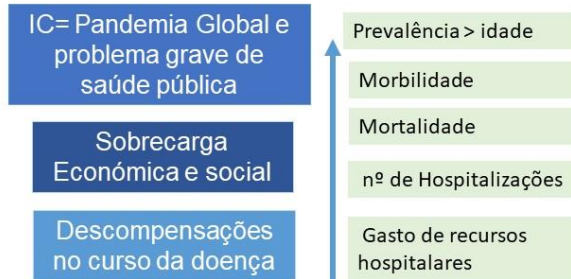 IC= Pandemia Global e
problema grave de
saúde pública
Sobrecarga
Económica e social
Descompensações
no curso da doença
Prevalência > idade
Morbilidade
Mortalidade
nº de Hospitalizações
Gasto de recursos
hospitalares